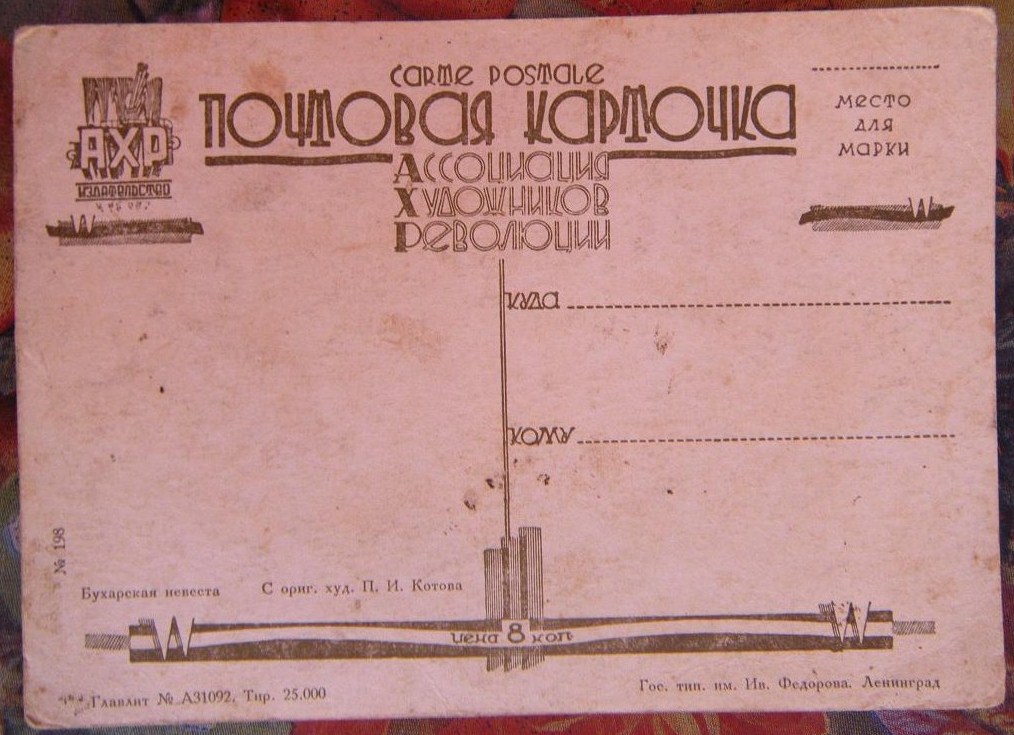 CARTE POSTALE
ПОЧТОВАЯ КАРТОЧКА
АССОЦИАЦИЯ
ХУДОЖНИКОВ
РЕВОЛЮЦИИ
АХР
ИЗДАТЕЛЬСТВО
МЕСТО
ДЛЯ
МАРКИ
КУДА
КОМУ
№ 198
Бухарская невеста С ориг. худ. П. И. Котова
цена 8 коп
Главлит № А31092. Тир. 25.000
Гос. тип. им. Ив. Федорова. Ленинград